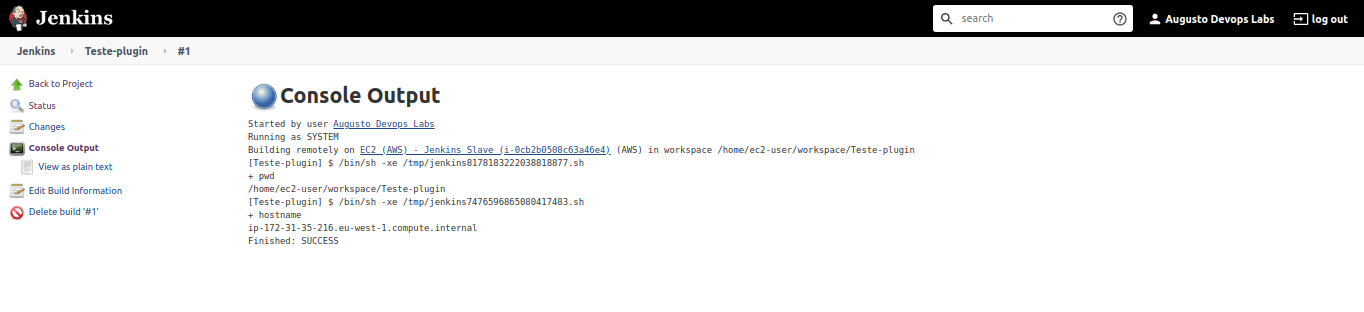 Jenkins
search
Augusto Devops Labs
log out
Jenkins
Teste-plugin
#1
Back to Project
Status
Changes
Console Output
View as plain text
Edit Build Information
Delete build ‘#1’
Console Output
Started by user Augusto Devops Labs
Running as SYSTEM
Building remotely on EC2 (AWS) - Jenkins Slave (i-0cb2b0508c63a46e4) (AWS) in workspace /home/ec2-user/workspace/Teste-plugin
[Teste-plugin] $ /bin/sh -xe /tmp/jenkins8178183222038818877.sh
+ pwd
/home/ec2-user/workspace/Teste-plugin
[Teste-plugin] $ /bin/sh -xe /tmp/jenkins7476596865080417483.sh
+ hostname
ip-172-31-35-216.eu-west-1.compute.internal
Finished: SUCCESS